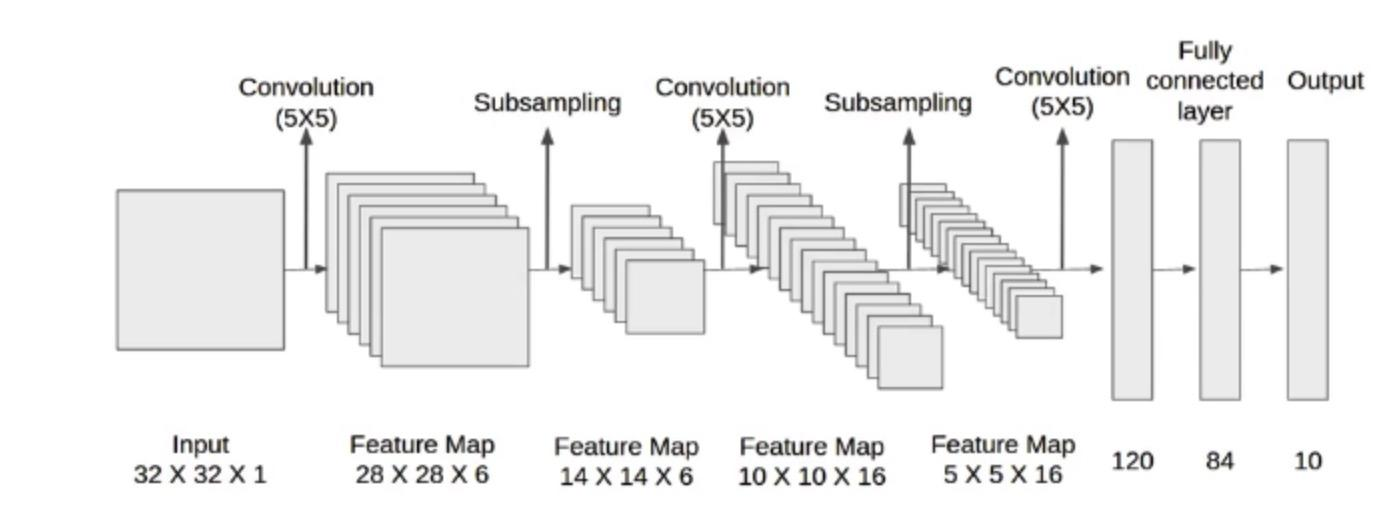 Convolution
(5X5)
Subsampling
Convolution
(5X5)
Subsampling
Convolution
(5X5)
Fully
connected
layer
Output
Input
32 X 32 X 1
Feature Map
28 X 28 X 6
Feature Map
14 X 14 X 6
Feature Map
10 X 10 X 16
Feature Map
5 X 5 X 16
120
84
10